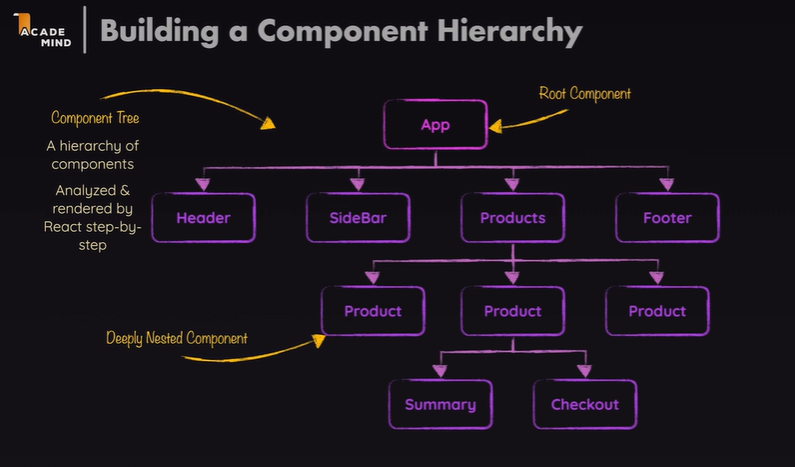 ACADE
MIND
Building a Component Hierarchy
Root Component
Component Tree
A hierarchy of
components
Analyzed &
rendered by
React step-by-
step
App
Header
SideBar
Products
Footer
Product
Product
Product
Deeply Nested Component
Summary
Checkout